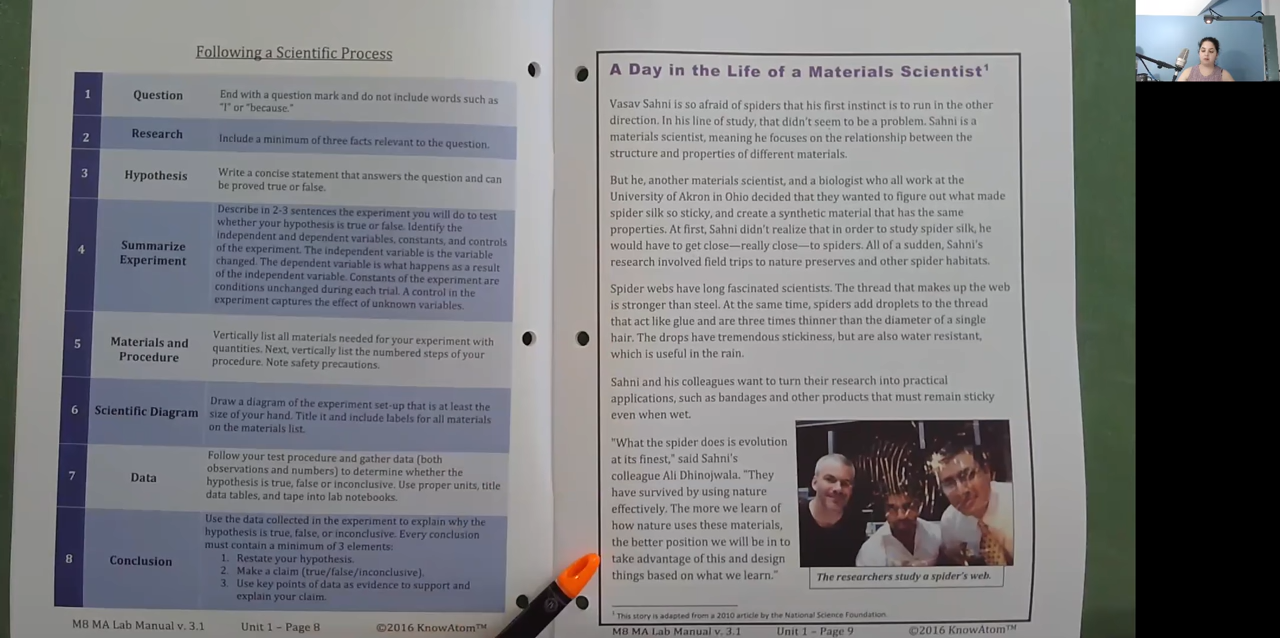 Following a Scientific Process
1
Question
End with a question mark and do not include words such as
"I" or "because."
2
Research
Include a minimum of three facts relevant to the question.
3
Hypothesis
Write a concise statement that answers the question and can
be proved true or false.
4
Summarize
Experiment
Describe in 2-3 sentences the experiment you will do to test
whether your hypothesis is true or false. Identify the
independent and dependent variables, constants, and controls
of the experiment. The independent variable is the variable
changed. The dependent variable is what happens as a result
of the independent variable. Constants of the experiment are
conditions unchanged during each trial. A control in the
experiment captures the effect of unknown variables.
5
Materials and
Procedure
Vertically list all materials needed for your experiment with
quantities. Next, vertically list the numbered steps of your
procedure. Note safety precautions.
6
Scientific Diagram
Draw a diagram of the experiment set-up that is at least the
size of your hand. Title it and include labels for all materials
on the materials list.
7
Data
Follow your test procedure and gather data (both
observations and numbers) to determine whether the
hypothesis is true, false or inconclusive. Use proper units, title
data tables, and tape into lab notebooks.
8
Conclusion
Use the data collected in the experiment to explain why the
hypothesis is true, false, or inconclusive. Every conclusion
must contain a minimum of 3 elements:
1. Restate your hypothesis.
2. Make a claim (true/false/inconclusive).
3. Use key points of data as evidence to support and
explain your claim.
M8 MA Lab Manual v. 3.1 Unit 1 – Page 8 ©2016 KnowAtom™
A Day in the Life of a Materials Scientist¹
Vasav Sahni is so afraid of spiders that his first instinct is to run in the other
direction. In his line of study, that didn't seem to be a problem. Sahni is a
materials scientist, meaning he focuses on the relationship between the
structure and properties of different materials.
But he, another materials scientist, and a biologist who all work at the
University of Akron in Ohio decided that they wanted to figure out what made
spider silk so sticky, and create a synthetic material that has the same
properties. At first, Sahni didn't realize that in order to study spider silk, he
would have to get close—really close—to spiders. All of a sudden, Sahni's
research involved field trips to nature preserves and other spider habitats.
Spider webs have long fascinated scientists. The thread that makes up the web
is stronger than steel. At the same time, spiders add droplets to the thread
that act like glue and are three times thinner than the diameter of a single
hair. The drops have tremendous stickiness, but are also water resistant,
which is useful in the rain.
Sahni and his colleagues want to turn their research into practical
applications, such as bandages and other products that must remain sticky
even when wet.
"What the spider does is evolution
at its finest," said Sahni's
colleague Ali Dhinojwala. "They
have survived by using nature
effectively. The more we learn of
how nature uses these materials,
the better position we will be in to
take advantage of this and design
things based on what we learn."
The researchers study a spider's web.
¹ This story is adapted from a 2010 article by the National Science Foundation.
M8 MA Lab Manual v. 3.1 Unit 1 – Page 9 ©2016 KnowAtom™